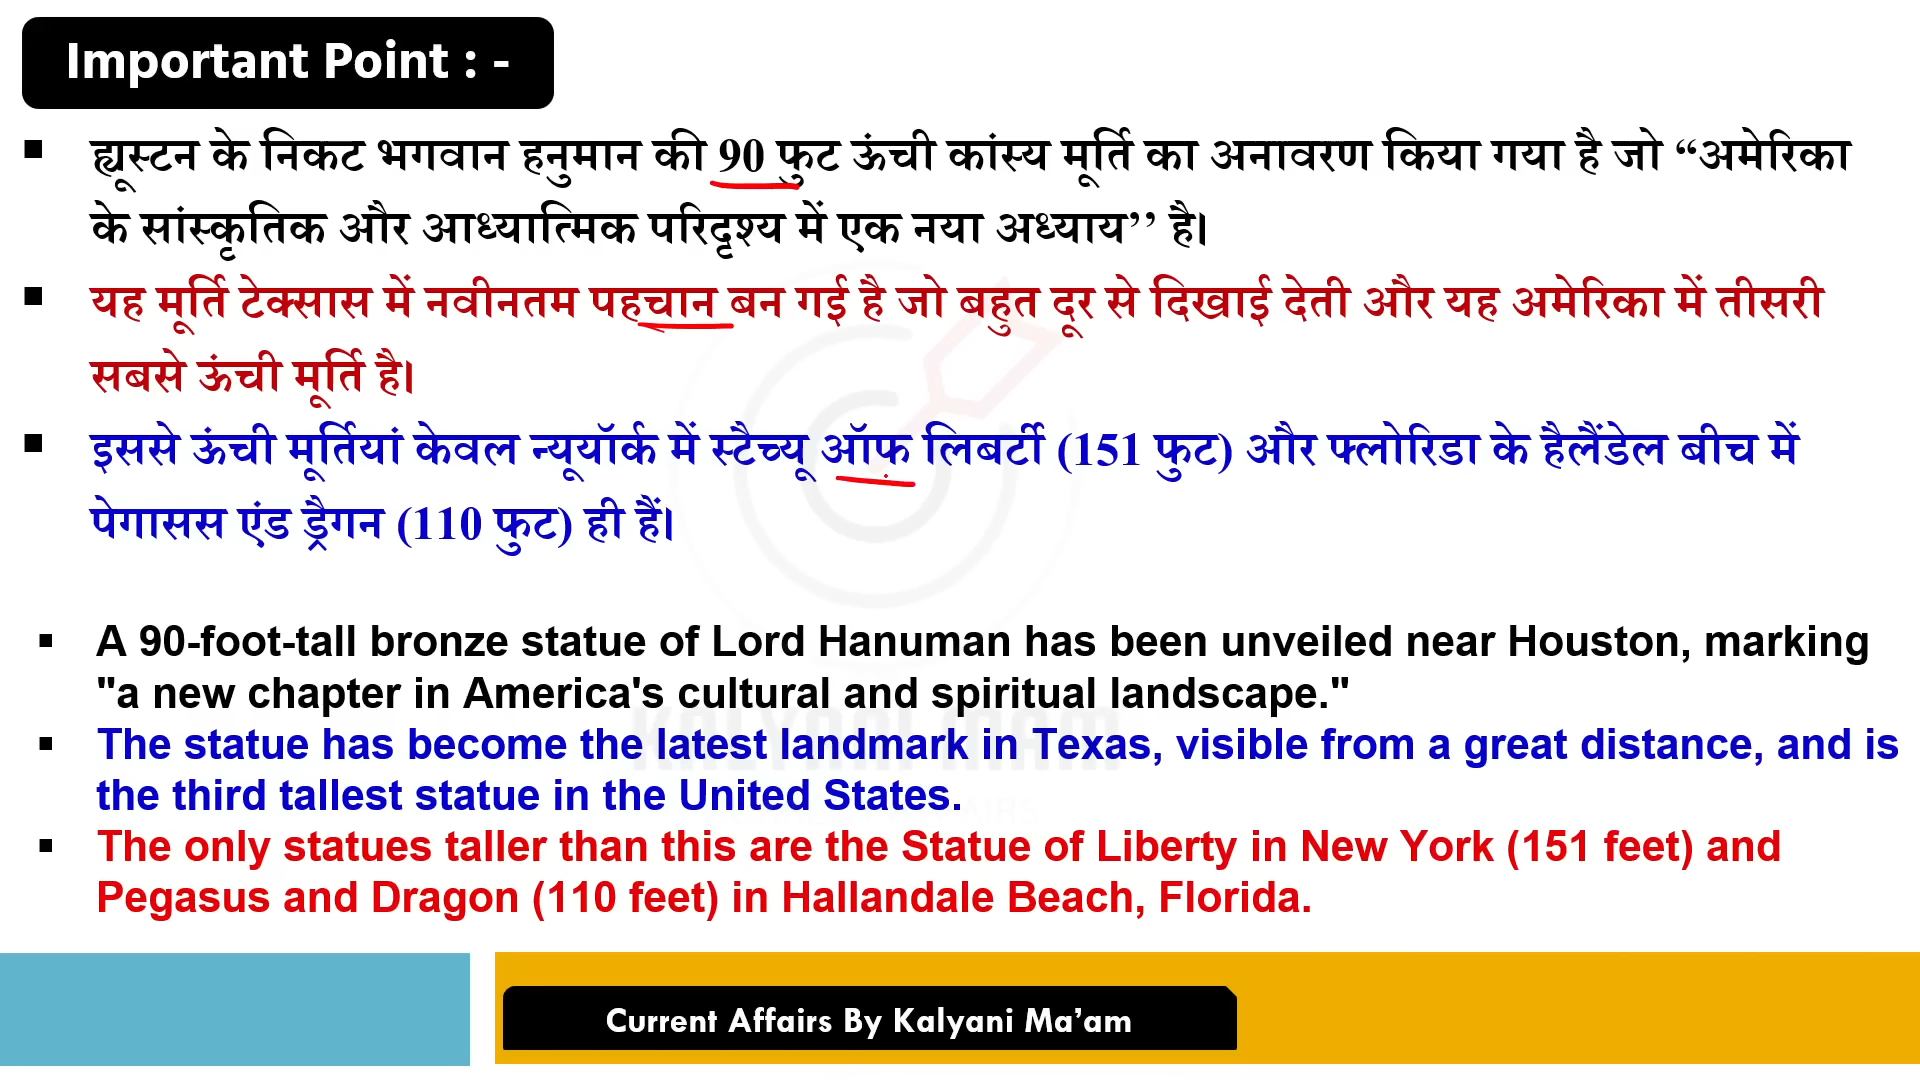 Important Point : -
▪ ह्यूस्टन के निकट भगवान हनुमान की 90 फुट ऊंची कांस्य मूर्ति का अनावरण किया गया है जो “अमेरिका
के सांस्कृतिक और आध्यात्मिक परिदृश्य में एक नया अध्याय’’ है।
▪ यह मूर्ति टेक्सास में नवीनतम पहचान बन गई है जो बहुत दूर से दिखाई देती और यह अमेरिका में तीसरी
सबसे ऊंची मूर्ति है।
▪ इससे ऊंची मूर्तियां केवल न्यूयॉर्क में स्टैच्यू ऑफ़ लिबर्टी (151 फुट) और फ्लोरिडा के हैलैंडेल बीच में
पेगासस एंड ड्रैगन (110 फुट) ही हैं।
▪ A 90-foot-tall bronze statue of Lord Hanuman has been unveiled near Houston, marking
"a new chapter in America's cultural and spiritual landscape."
▪ The statue has become the latest landmark in Texas, visible from a great distance, and is
the third tallest statue in the United States.
▪ The only statues taller than this are the Statue of Liberty in New York (151 feet) and
Pegasus and Dragon (110 feet) in Hallandale Beach, Florida.
Current Affairs By Kalyani Ma’am